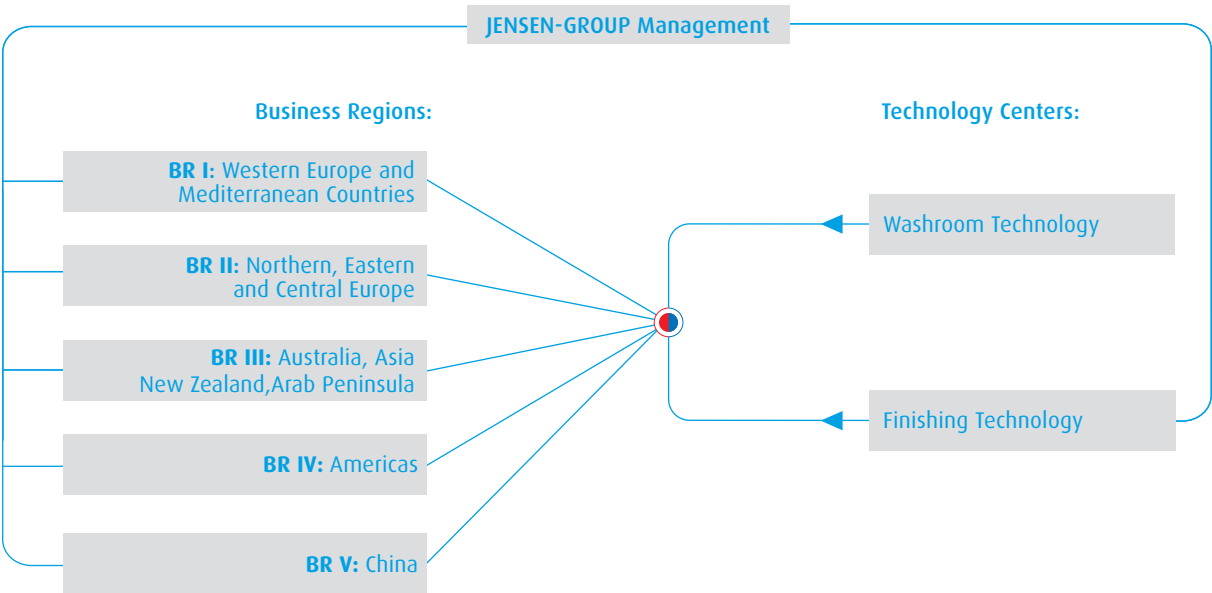 JENSEN-GROUP Management
Business Regions:
BR I: Western Europe and
Mediterranean Countries
BR II: Northern, Eastern
and Central Europe
BR III: Australia, Asia
New Zealand,Arab Peninsula
BR IV: Americas
BR V: China
Technology Centers:
Washroom Technology
Finishing Technology